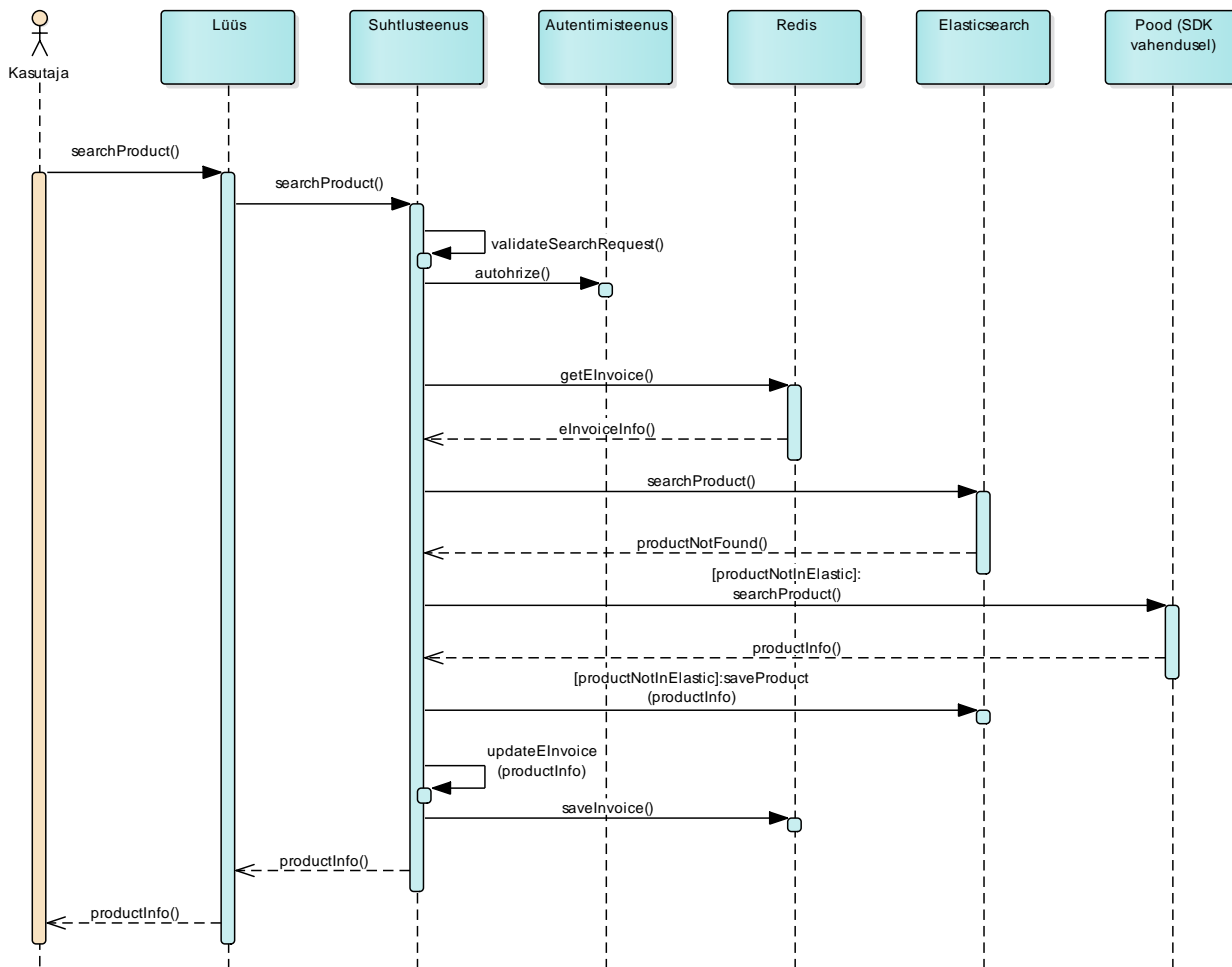 Lüüs
Suhtlusteenus
Autentimisteenus
Redis
Elasticsearch
Pood (SDK
vahendusel)
Kasutaja
searchProduct()
searchProduct()
validateSearchRequest()
autohrize()
getEInvoice()
eInvoiceInfo()
searchProduct()
productNotFound()
[productNotInElastic]:
searchProduct()
productInfo()
[productNotInElastic]:saveProduct
(productInfo)
updateEInvoice
(productInfo)
saveInvoice()
productInfo()
productInfo()